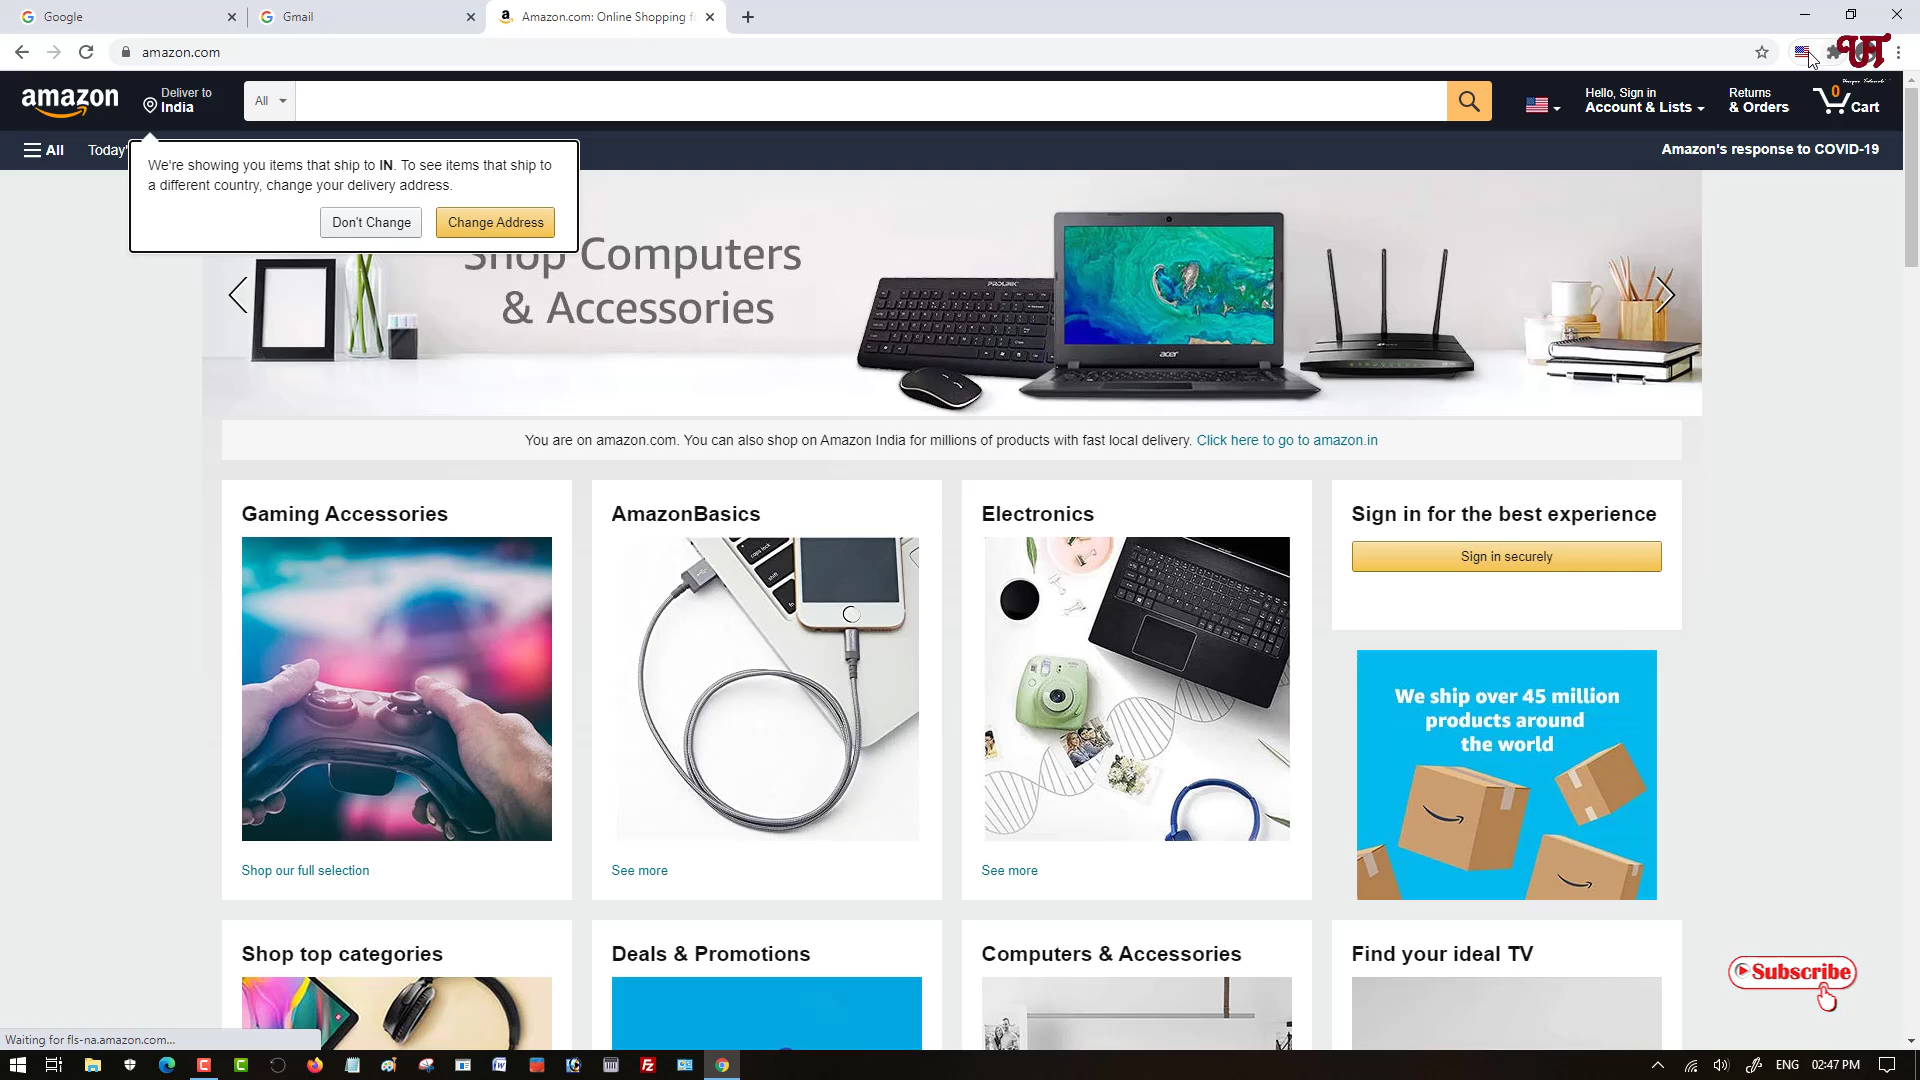 Google
Gmail
Amazon.com: Online Shopping f
amazon.com
amazon
Deliver to
India
All
Hello, Sign in
Account & Lists
Returns
& Orders
0
Cart
All
Today'
Amazon's response to COVID-19
We're showing you items that ship to IN. To see items that ship to
a different country, change your delivery address.
Don't Change
Change Address
Shop Computers
& Accessories
PROLINK
acer
You are on amazon.com. You can also shop on Amazon India for millions of products with fast local delivery. Click here to go to amazon.in
Gaming Accessories
AmazonBasics
Electronics
Sign in for the best experience
Sign in securely
caps lock
shift
We ship over 45 million
products around
the world
Shop our full selection
See more
See more
Shop top categories
Deals & Promotions
Computers & Accessories
Find your ideal TV
Subscribe
Waiting for fls-na.amazon.com...
ENG
02:47 PM